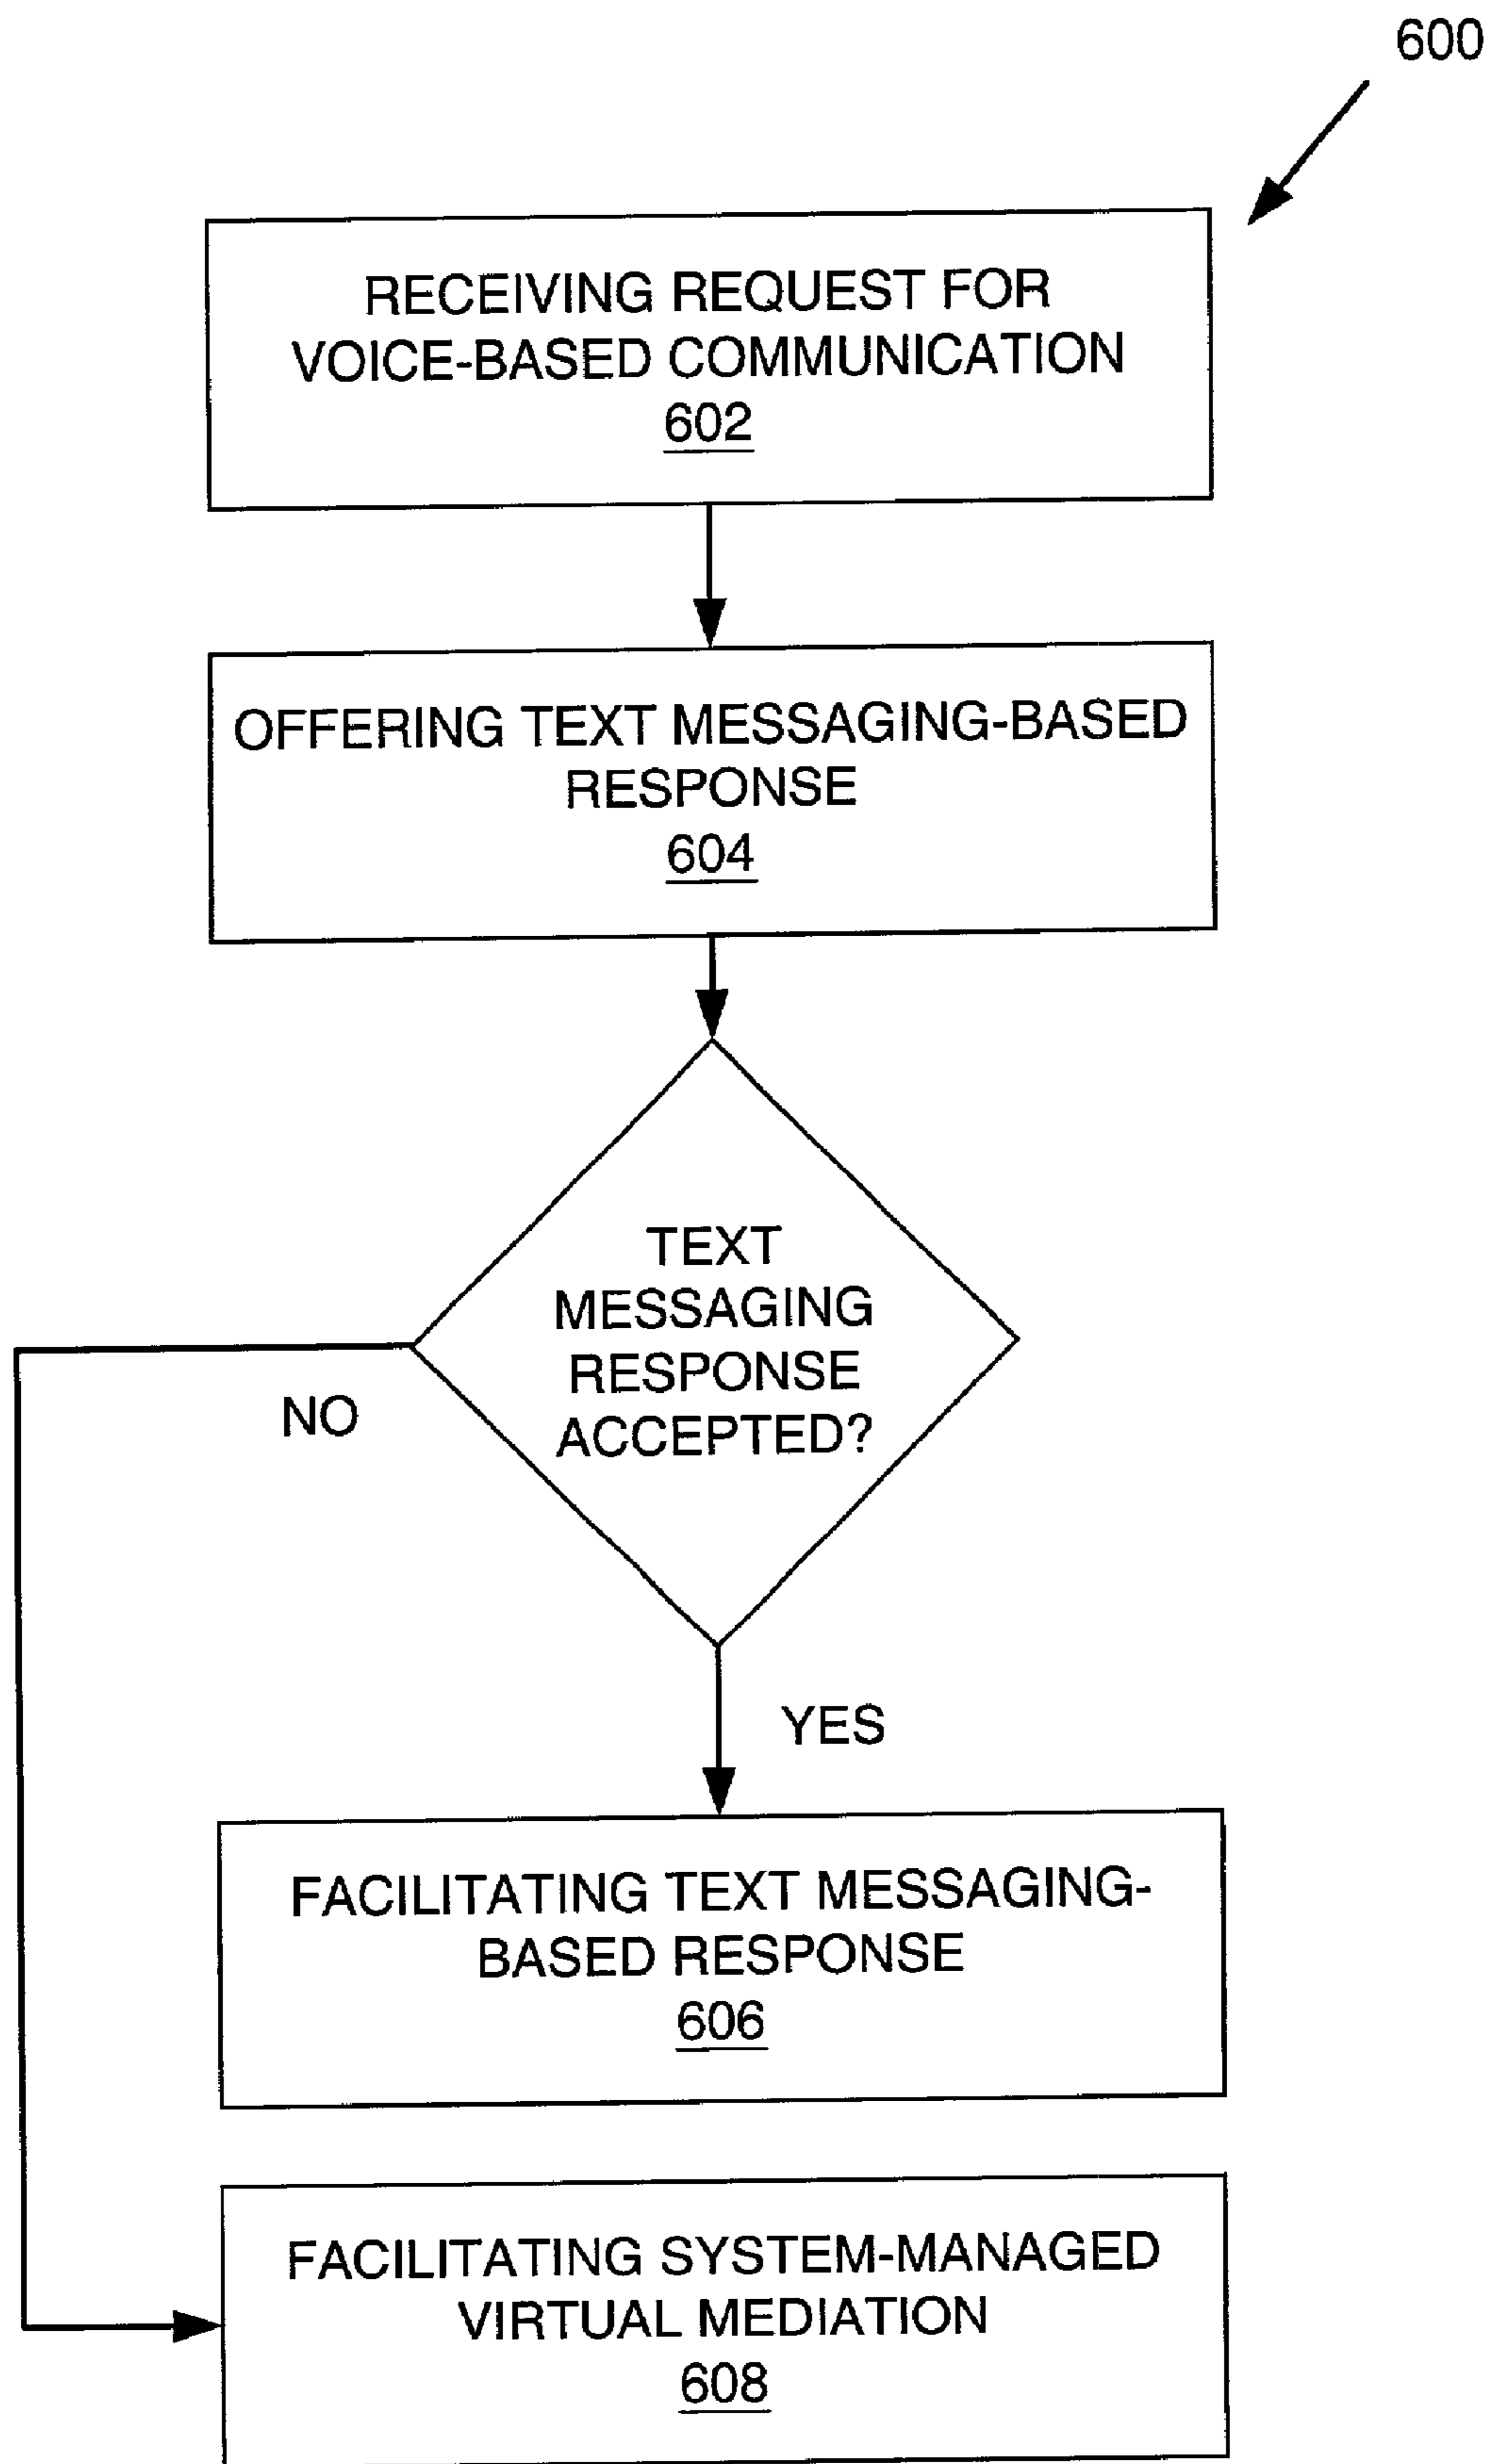 600
RECEIVING REQUEST FOR
VOICE-BASED COMMUNICATION
602
OFFERING TEXT MESSAGING-BASED
RESPONSE
604
TEXT
MESSAGING
RESPONSE
ACCEPTED?
NO
YES
FACILITATING TEXT MESSAGING-
BASED RESPONSE
606
FACILITATING SYSTEM-MANAGED
VIRTUAL MEDIATION
608